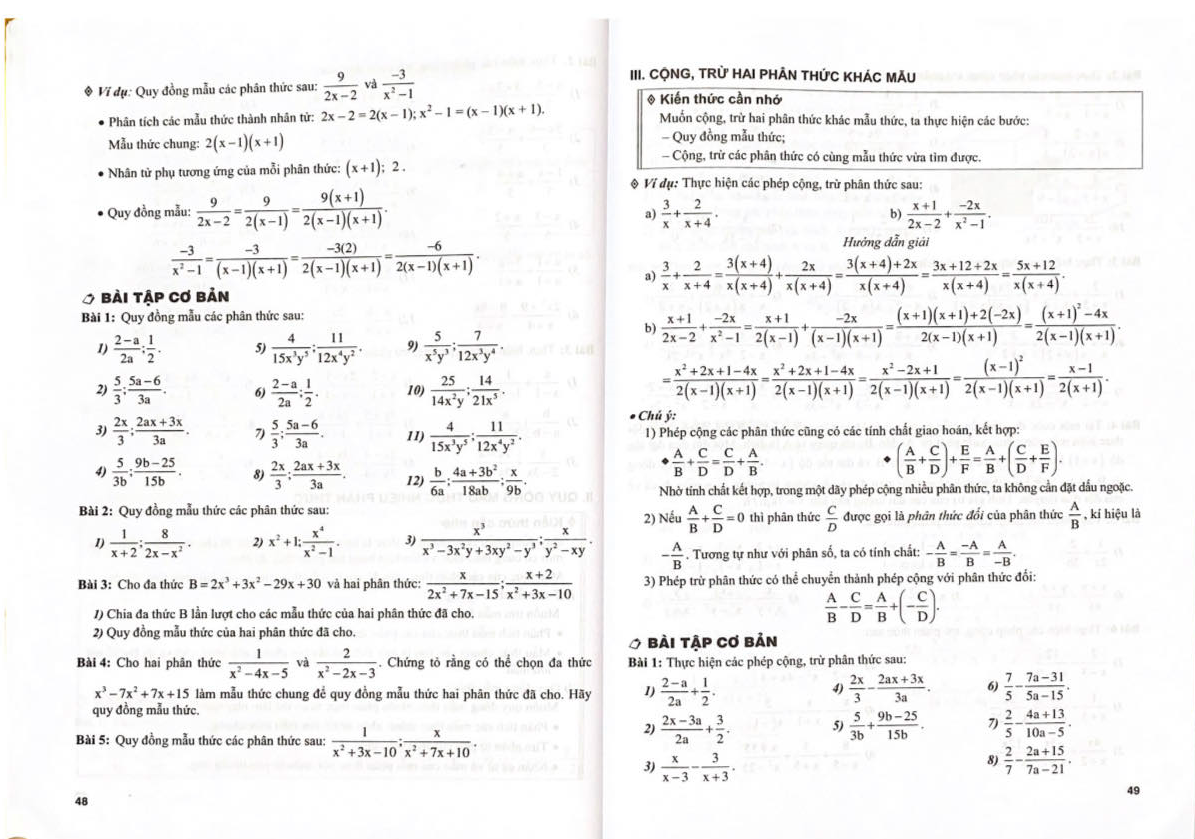 ❖ Ví dụ: Quy đồng mẫu các phân thức sau: 9/(2x−2) và −3/(x²−1)
• Phân tích các mẫu thức thành nhân tử: 2x−2 = 2(x−1); x²−1 = (x−1)(x+1).
Mẫu thức chung: 2(x−1)(x+1)
• Nhân tử phụ tương ứng của mỗi phân thức: (x+1); 2.
• Quy đồng mẫu: 9/(2x−2) = 9/(2(x−1)) = 9(x+1)/(2(x−1)(x+1)).
−3/(x²−1) = −3/((x−1)(x+1)) = −3(2)/(2(x−1)(x+1)) = −6/(2(x−1)(x+1)).
BÀI TẬP CƠ BẢN
Bài 1: Quy đồng mẫu các phân thức sau:
1) (2−a)/(2a); 1/2.
5) 4/(15x³y⁵); 11/(12x⁴y²).
9) 5/(x⁵y³); 7/(12x³y⁴).
2) 5/3; (5a−6)/(3a).
6) (2−a)/(2a); 1/2.
10) 25/(14x²y); 14/(21x⁵).
3) 2x/3; (2ax+3x)/(3a).
7) 5/3; (5a−6)/(3a).
11) 4/(15x³y⁵); 11/(12x⁴y²).
4) 5/(3b); (9b−25)/(15b).
8) 2x/3; (2ax+3x)/(3a).
12) b/(6a); (4a+3b²)/(18ab); x/(9b).
Bài 2: Quy đồng mẫu thức các phân thức sau:
1) 1/(x+2); 8/(2x−x²).
2) x²+1; x⁴/(x²−1).
3) x³/(x³−3x²y+3xy²−y³); x/(y²−xy).
Bài 3: Cho đa thức B = 2x³+3x²−29x+30 và hai phân thức: x/(2x²+7x−15); (x+2)/(x²+3x−10)
1) Chia đa thức B lần lượt cho các mẫu thức của hai phân thức đã cho.
2) Quy đồng mẫu thức của hai phân thức đã cho.
Bài 4: Cho hai phân thức 1/(x²−4x−5) và 2/(x²−2x−3). Chứng tỏ rằng có thể chọn đa thức
x³−7x²+7x+15 làm mẫu thức chung để quy đồng mẫu thức hai phân thức đã cho. Hãy
quy đồng mẫu thức.
Bài 5: Quy đồng mẫu thức các phân thức sau: 1/(x²+3x−10); x/(x²+7x+10).
48
III. CỘNG, TRỪ HAI PHÂN THỨC KHÁC MẪU
❖ Kiến thức cần nhớ
Muốn cộng, trừ hai phân thức khác mẫu thức, ta thực hiện các bước:
– Quy đồng mẫu thức;
– Cộng, trừ các phân thức có cùng mẫu thức vừa tìm được.
❖ Ví dụ: Thực hiện các phép cộng, trừ phân thức sau:
a) 3/x + 2/(x+4).
b) (x+1)/(2x−2) + −2x/(x²−1).
Hướng dẫn giải
a) 3/x + 2/(x+4) = 3(x+4)/(x(x+4)) + 2x/(x(x+4)) = (3(x+4)+2x)/(x(x+4)) = (3x+12+2x)/(x(x+4)) = (5x+12)/(x(x+4)).
b) (x+1)/(2x−2) + −2x/(x²−1) = (x+1)/(2(x−1)) + −2x/((x−1)(x+1)) = ((x+1)(x+1)+2(−2x))/(2(x−1)(x+1)) = ((x+1)²−4x)/(2(x−1)(x+1)).
= (x²+2x+1−4x)/(2(x−1)(x+1)) = (x²+2x+1−4x)/(2(x−1)(x+1)) = (x²−2x+1)/(2(x−1)(x+1)) = (x−1)²/(2(x−1)(x+1)) = (x−1)/(2(x+1)).
• Chú ý:
1) Phép cộng các phân thức cũng có các tính chất giao hoán, kết hợp:
◆ A/B + C/D = C/D + A/B.
◆ (A/B + C/D) + E/F = A/B + (C/D + E/F).
Nhờ tính chất kết hợp, trong một dãy phép cộng nhiều phân thức, ta không cần đặt dấu ngoặc.
2) Nếu A/B + C/D = 0 thì phân thức C/D được gọi là phân thức đối của phân thức A/B, kí hiệu là
−A/B. Tương tự như với phân số, ta có tính chất: −A/B = −A/B = A/−B.
3) Phép trừ phân thức có thể chuyển thành phép cộng với phân thức đối:
A/B − C/D = A/B + (−C/D).
BÀI TẬP CƠ BẢN
Bài 1: Thực hiện các phép cộng, trừ phân thức sau:
1) (2−a)/(2a) + 1/2.
4) 2x/3 − (2ax+3x)/(3a).
6) 7/5 − (7a−31)/(5a−15).
2) (2x−3a)/(2a) + 3/2.
5) 5/(3b) + (9b−25)/(15b).
7) 2/5 − (4a+13)/(10a−5).
3) x/(x−3) − 3/(x+3).
8) 2/7 − (2a+15)/(7a−21).
49